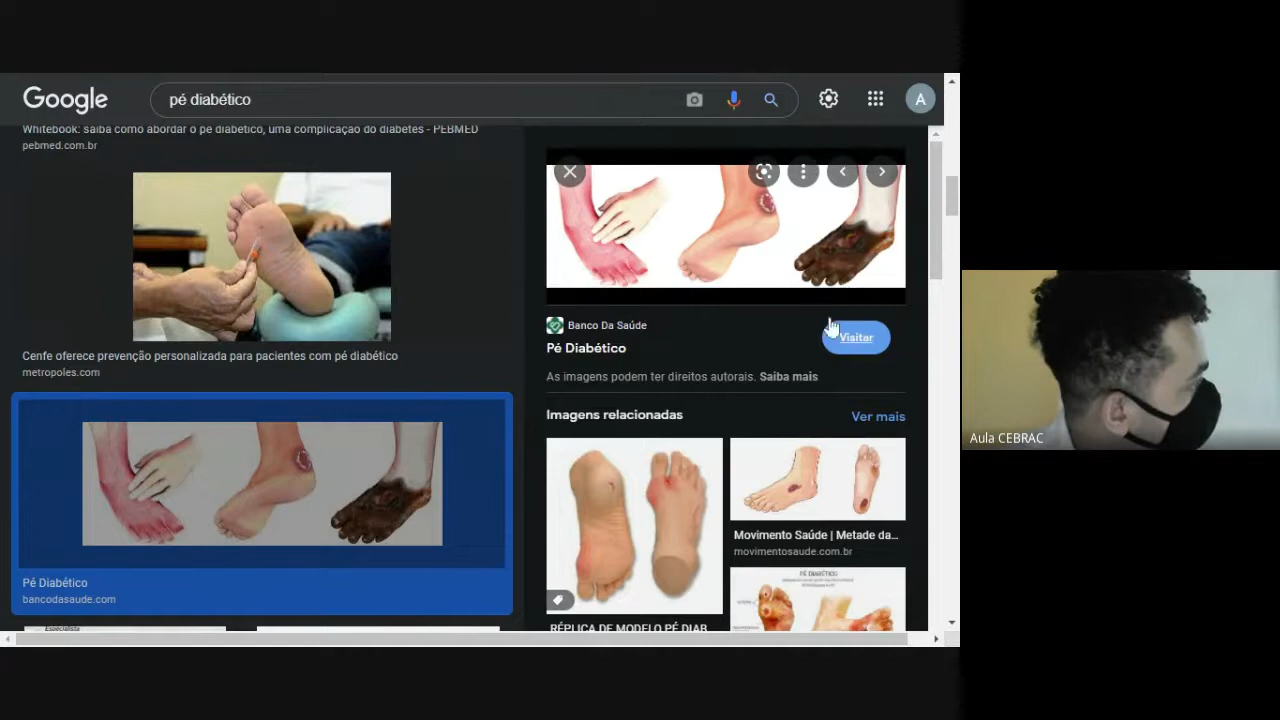 Google
pé diabético
A
Whitebook: saiba como abordar o pé diabético, uma complicação do diabetes - PEBMED
pebmed.com.br
Cenfe oferece prevenção personalizada para pacientes com pé diabético
metropoles.com
Pé Diabético
bancodasaude.com
Especialista
Banco Da Saúde
Visitar
Pé Diabético
As imagens podem ter direitos autorais. Saiba mais
Imagens relacionadas
Ver mais
Movimento Saúde | Metade da...
movimentosaude.com.br
PÉ DIABÉTICO
RÉPLICA DE MODELO PÉ DIAB
Aula CEBRAC